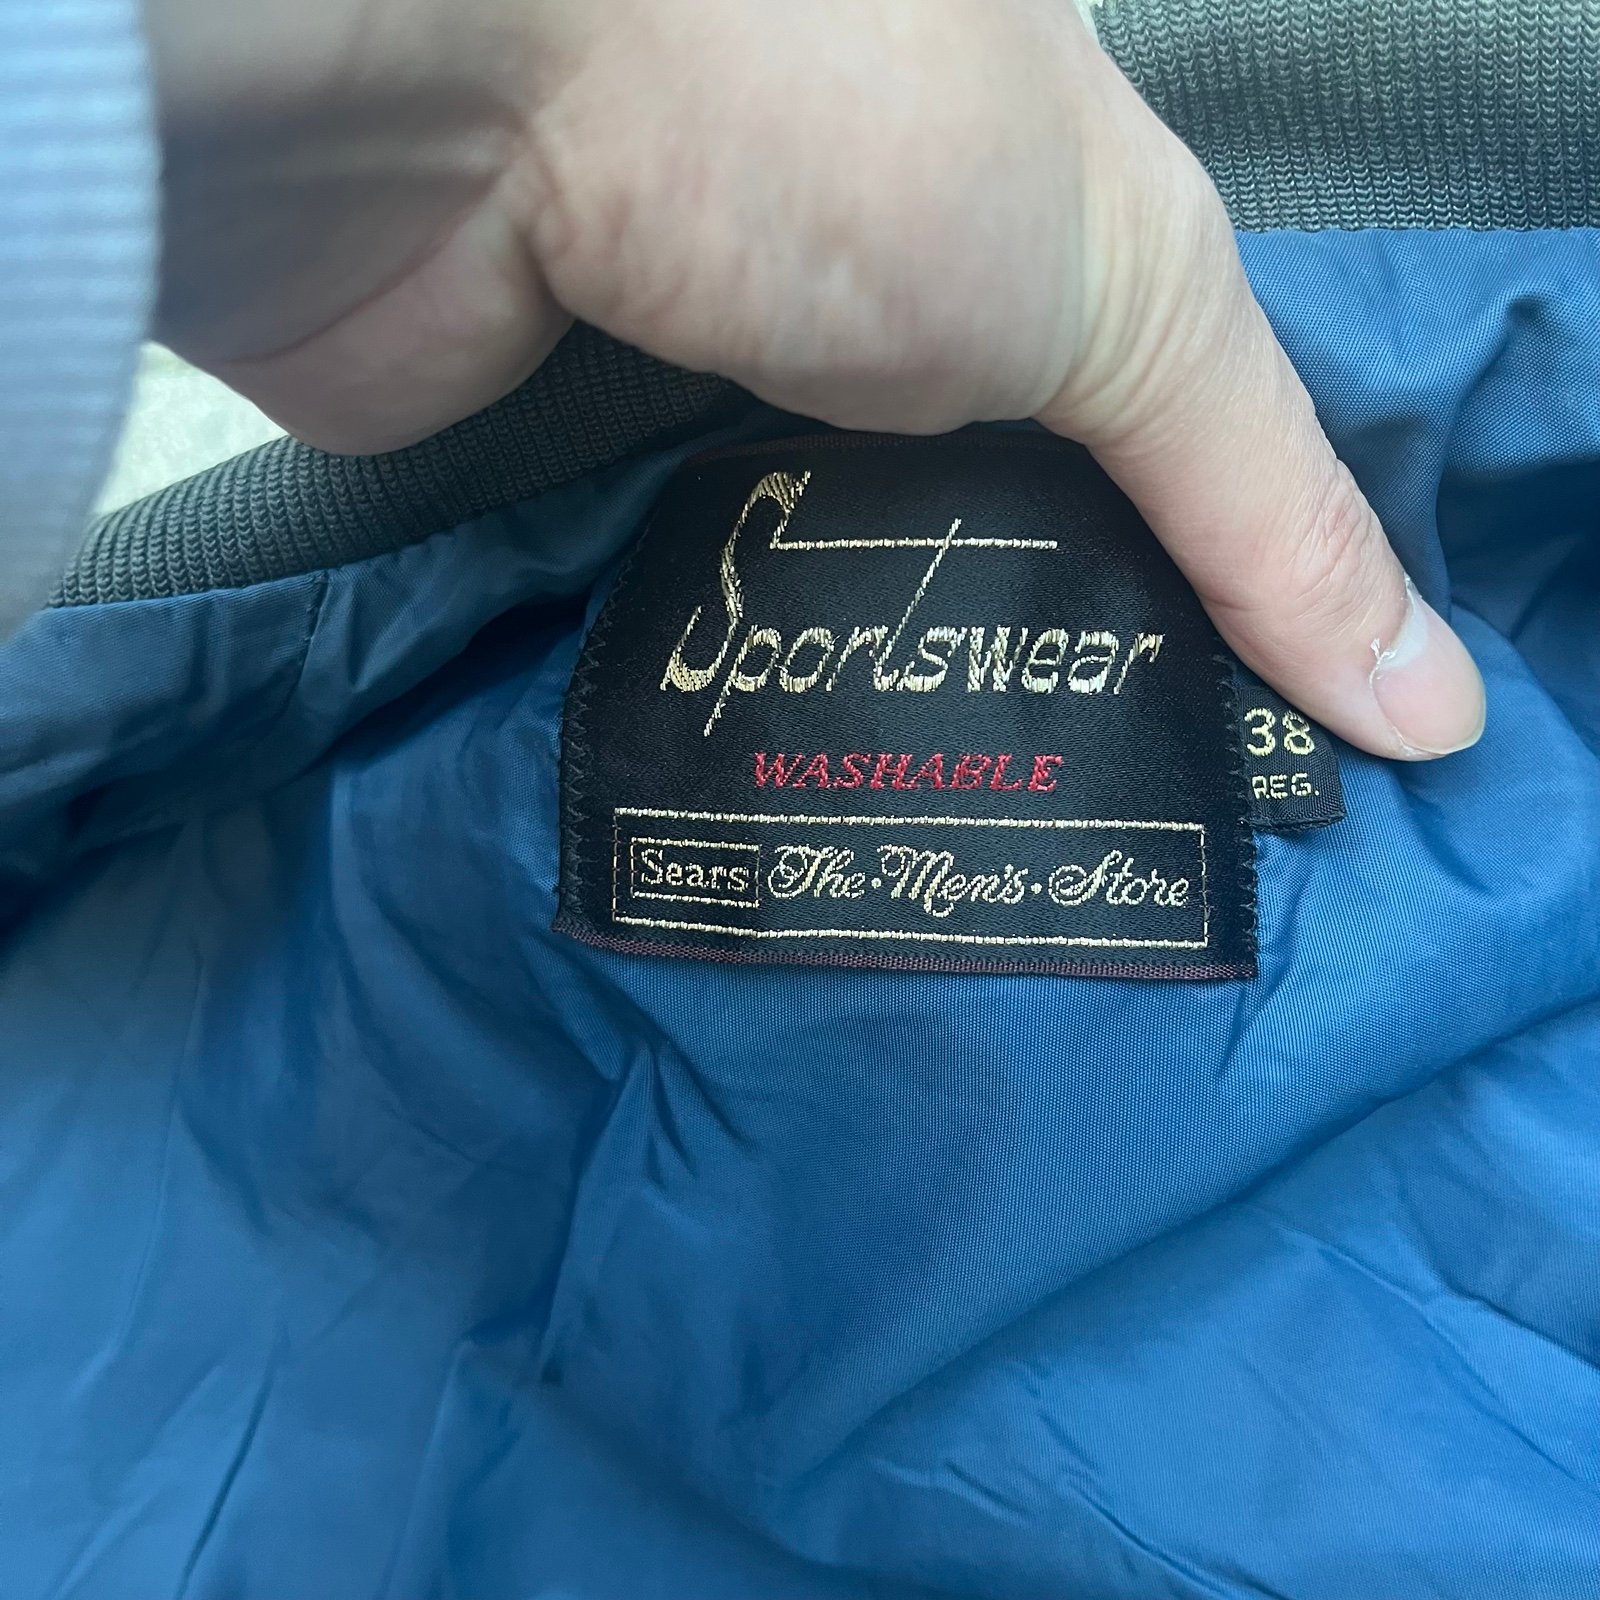 Sportswear
WASHABLE
Sears The·Men's·Store
38
REG.